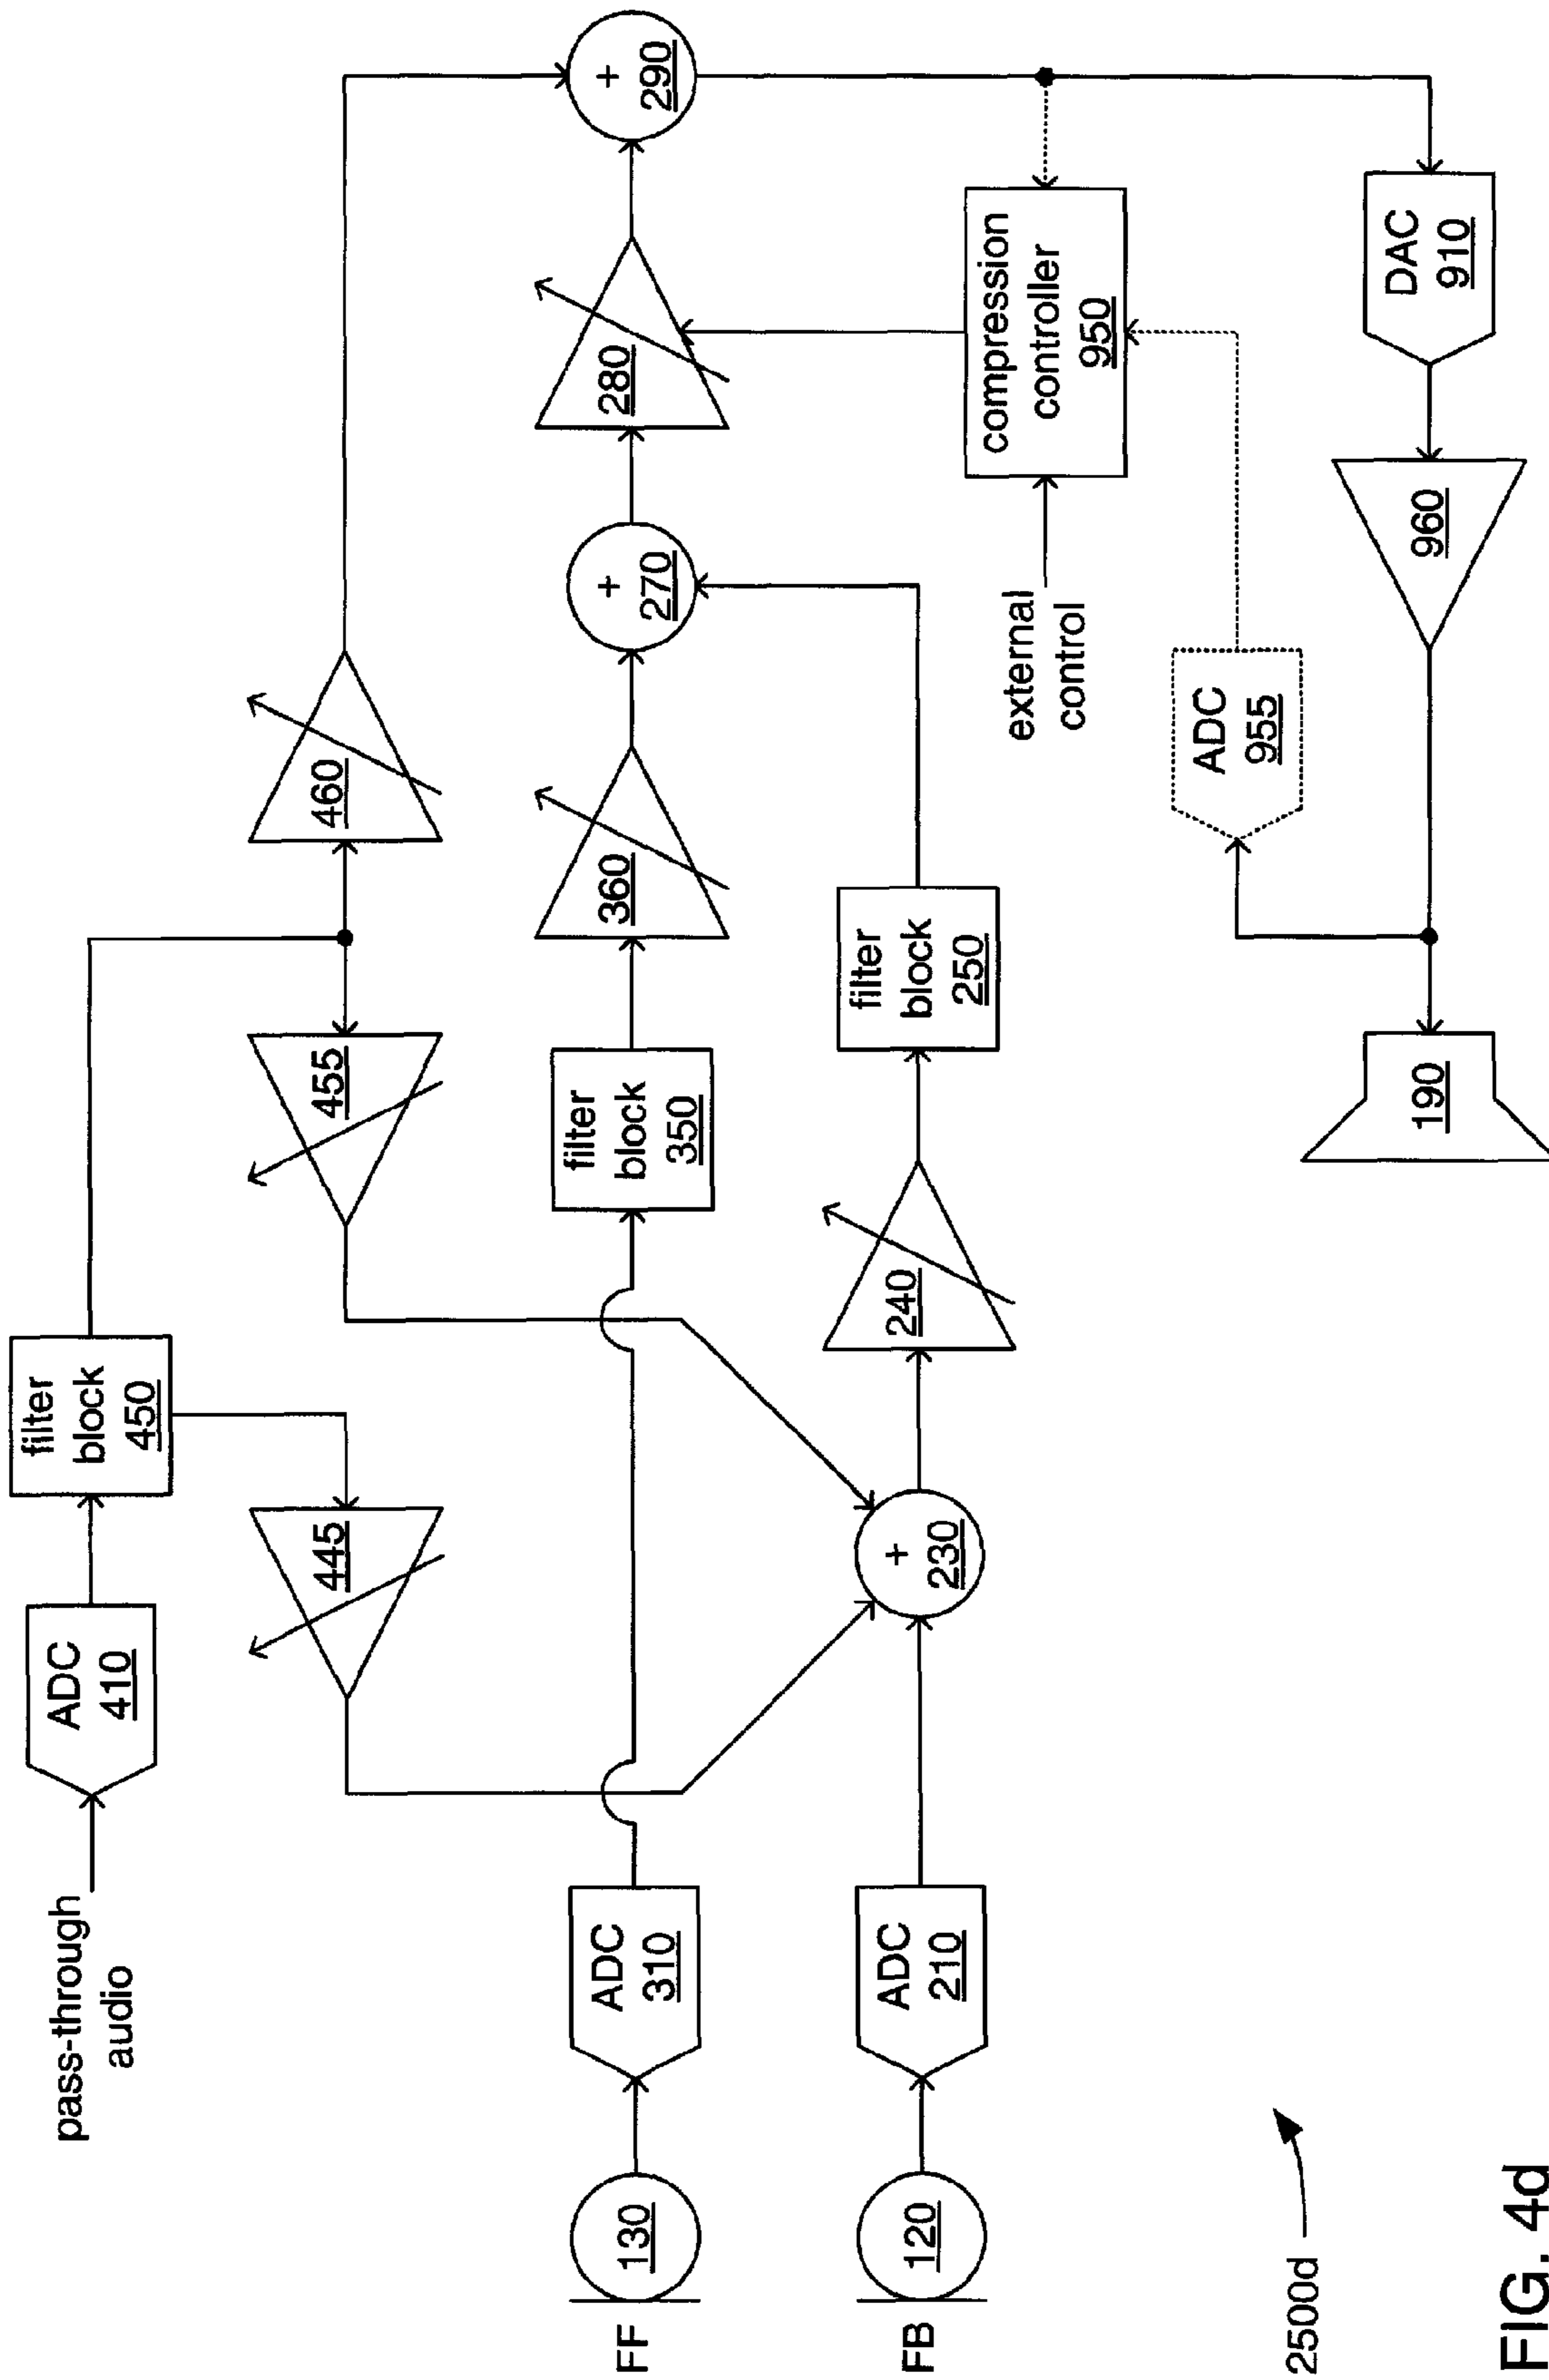 pass-through
audio
ADC
410
filter
block
450
445
455
460
FF
130
ADC
310
filter
block
350
360
+
270
280
+
290
FB
120
ADC
210
+
230
240
filter
block
250
external
control
compression
controller
950
ADC
955
190
960
DAC
910
2500d
FIG. 4d